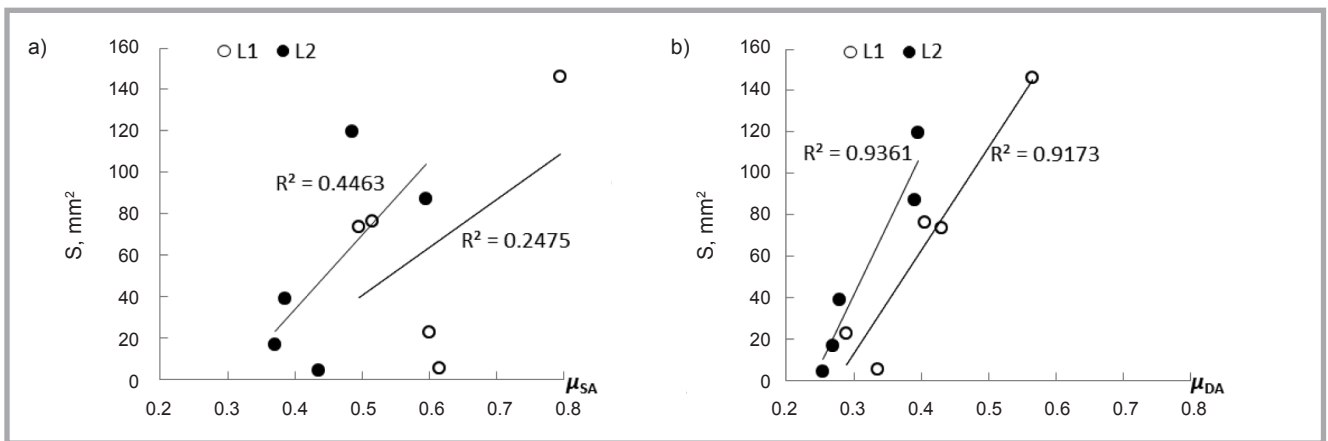 a)
160
140
120
100
80
60
40
20
0
S, mm²
L1 L2
R² = 0.4463
R² = 0.2475
0.2 0.3 0.4 0.5 0.6 0.7 0.8
μSA
b)
160
140
120
100
80
60
40
20
0
S, mm²
L1 L2
R² = 0.9361
R² = 0.9173
0.2 0.3 0.4 0.5 0.6 0.7 0.8
μDA